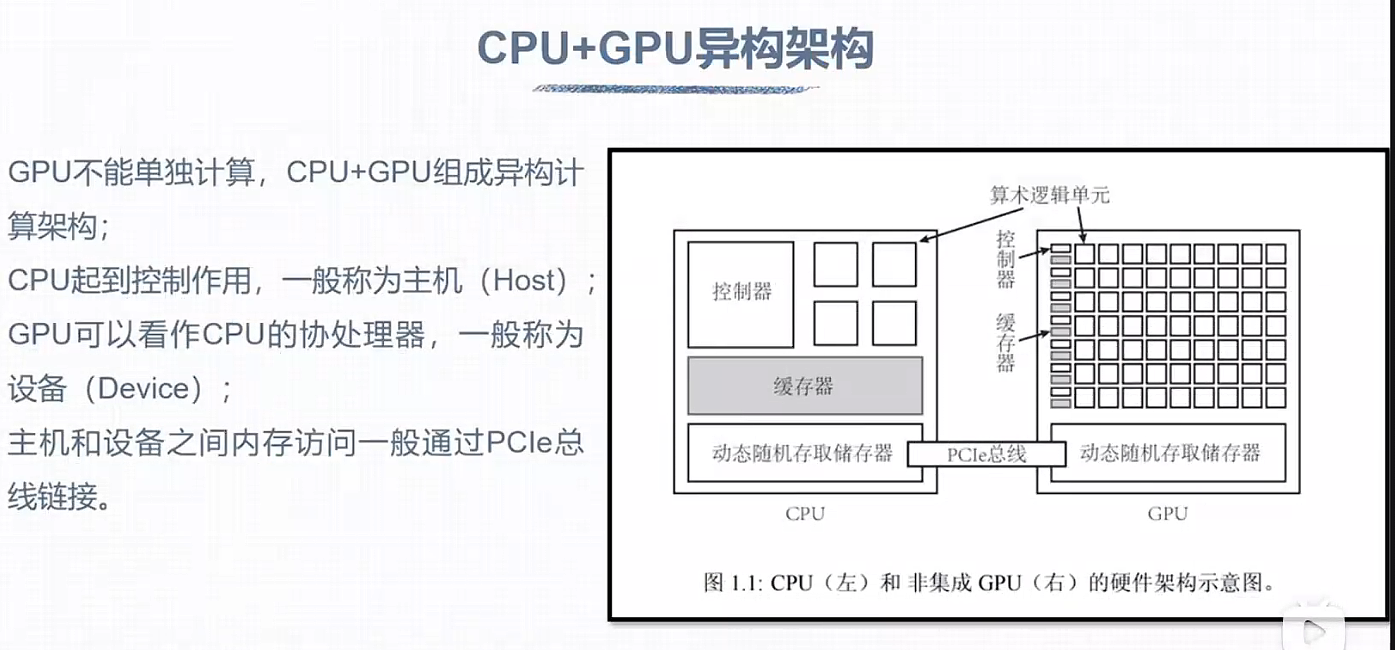 CPU+GPU异构架构
GPU不能单独计算，CPU+GPU组成异构计
算架构；
CPU起到控制作用，一般称为主机（Host）；
GPU可以看作CPU的协处理器，一般称为
设备（Device）；
主机和设备之间内存访问一般通过PCIe总
线链接。
算术逻辑单元
控制器
控制器
缓存器
缓存器
动态随机存取储存器
PCIe总线
动态随机存取储存器
CPU
GPU
图 1.1: CPU（左）和 非集成 GPU（右）的硬件架构示意图。